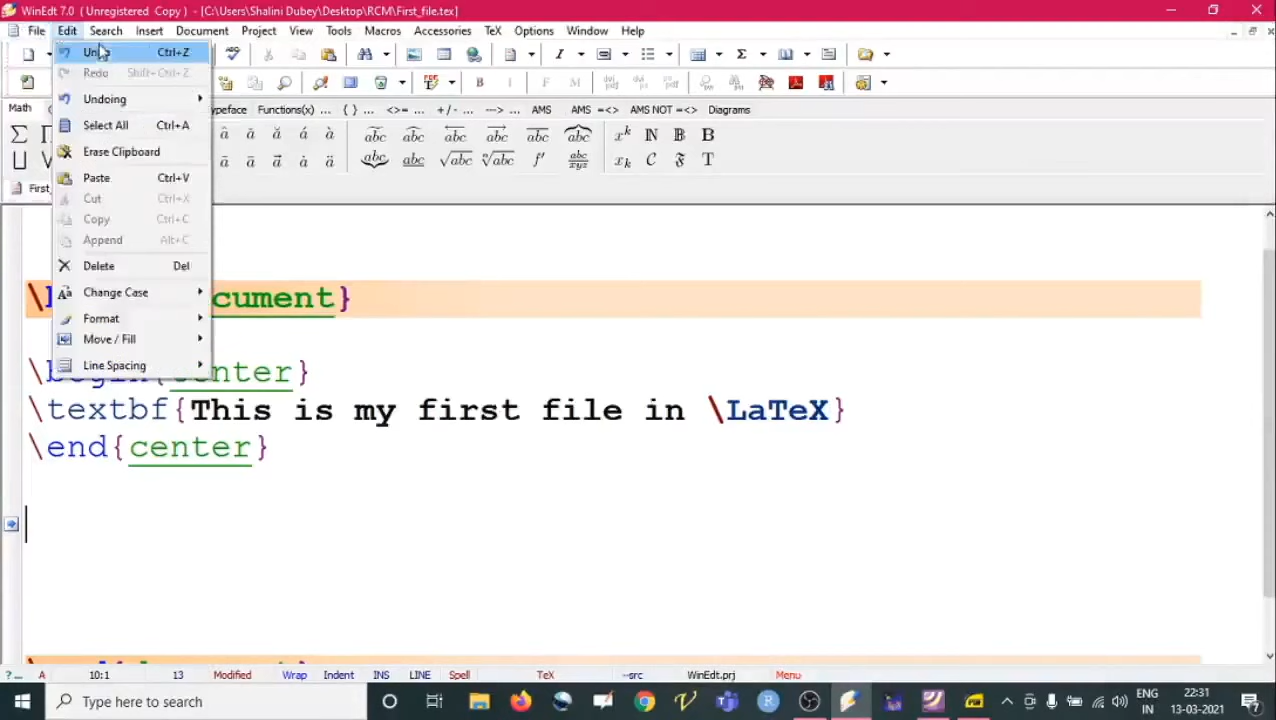 WinEdt 7.0 ( Unregistered Copy ) - [C:\Users\Shalini Dubey\Desktop\RCM\First_file.tex]
File Edit Search Insert Document Project View Tools Macros Accessories TeX Options Window Help
Ctrl+Z
Redo Shift+Ctrl+Z
Undoing
Select All Ctrl+A
Erase Clipboard
Paste Ctrl+V
Cut Ctrl+X
Copy Ctrl+C
Append Alt+C
Delete Del
Change Case
Format
Move / Fill
Line Spacing
Math Typeface Functions(x) { } ... <>= ... +/- ... ---> ... AMS AMS =<> AMS NOT =<> Diagrams
cument}
\begin{center}
\textbf{This is my first file in \LaTeX}
\end{center}
?... A 10:1 13 Modified Wrap Indent INS LINE Spell TeX --src WinEdt.prj Menu
Type here to search
ENG 22:31
IN 13-03-2021